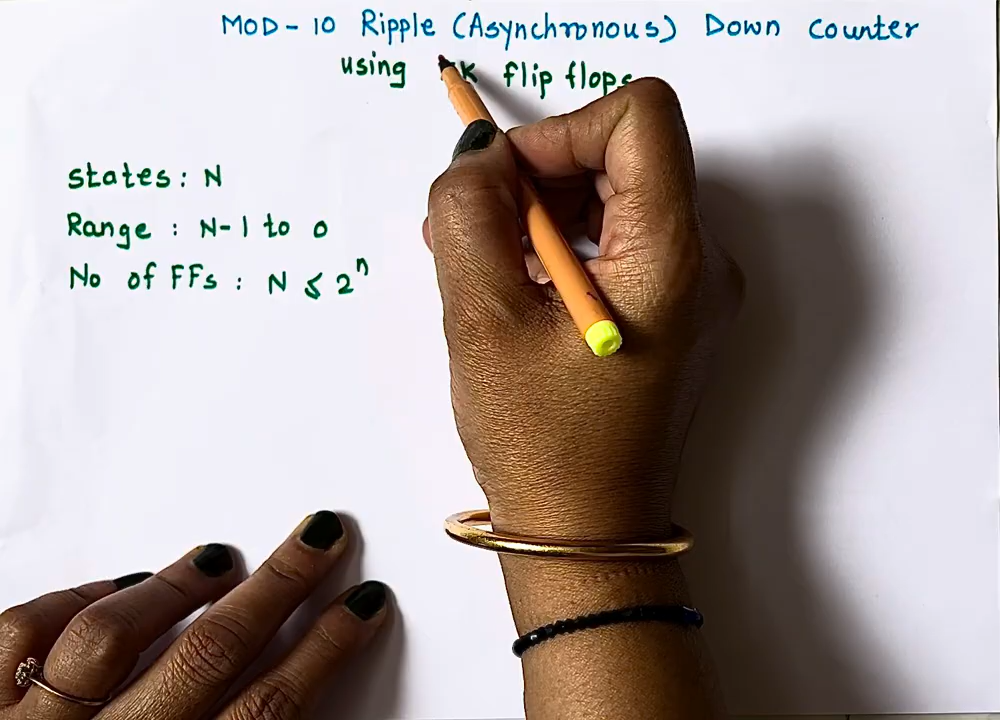 MOD-10 Ripple (Asynchronous) Down Counter
using flip flops
states : N
Range : N-1 to 0
No of FFs : N ≤ 2ⁿ